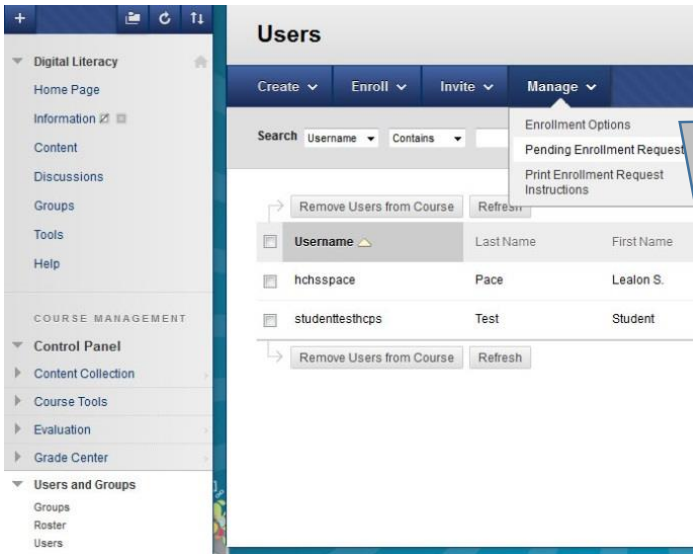 Digital Literacy
Home Page
Information
Content
Discussions
Groups
Tools
Help
COURSE MANAGEMENT
Control Panel
Content Collection
Course Tools
Evaluation
Grade Center
Users and Groups
Groups
Roster
Users
Users
Create Enroll Invite Manage
Enrollment Options
Pending Enrollment Request
Print Enrollment Request
Instructions
Search Username Contains
Remove Users from Course Refresh
Username Last Name First Name
hchsspace Pace Lealon S.
studenttesthcps Test Student
Remove Users from Course Refresh